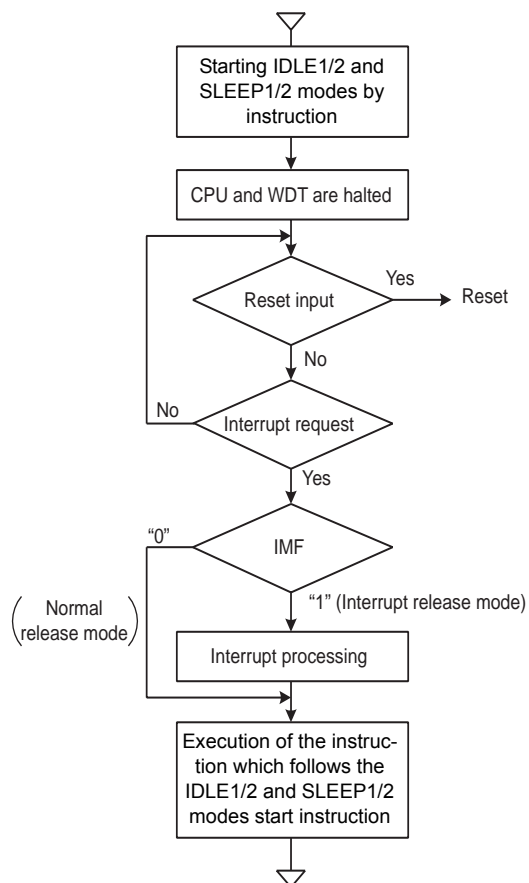 Starting IDLE1/2 and
SLEEP1/2 modes by
instruction
CPU and WDT are halted
Reset input
Yes
Reset
No
Interrupt request
No
Yes
IMF
“0”
(Normal
release mode)
“1” (Interrupt release mode)
Interrupt processing
Execution of the instruc-
tion which follows the
IDLE1/2 and SLEEP1/2
modes start instruction